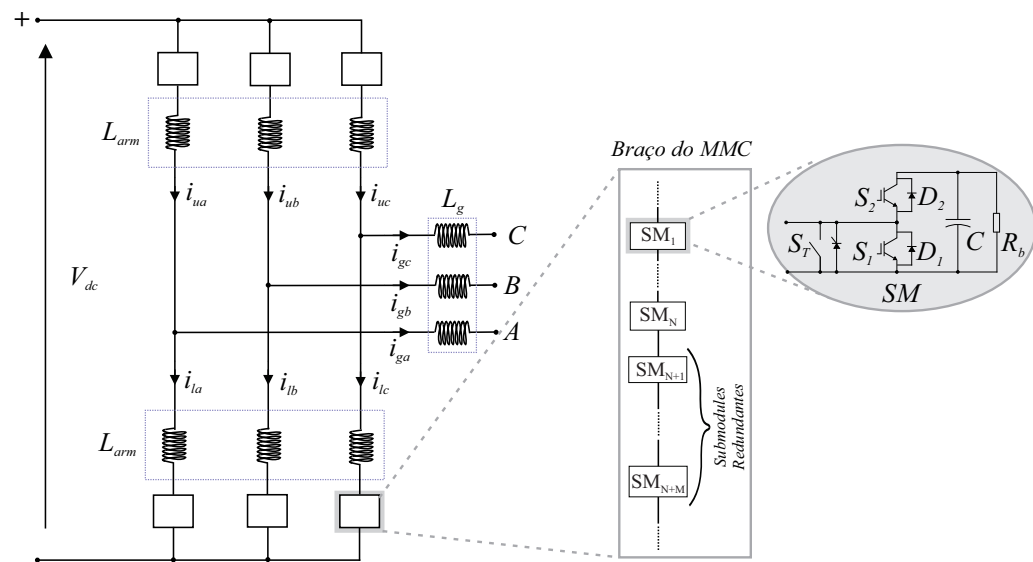 +
V_dc
L_arm
i_ua
i_ub
i_uc
L_g
C
i_gc
B
i_gb
A
i_ga
i_la
i_lb
i_lc
L_arm
Braço do MMC
SM_1
SM_N
SM_N+1
SM_N+M
Submodules
Redundantes
S_2
D_2
S_T
S_1
D_1
C
R_b
SM